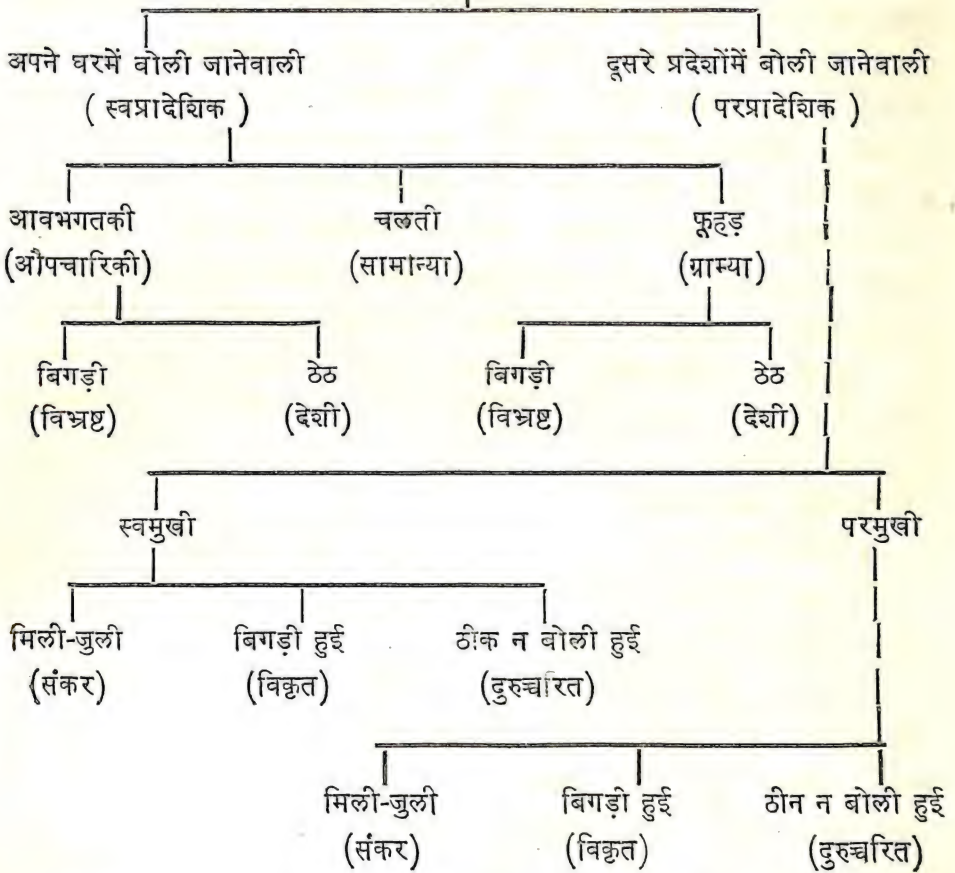 अपने घरमें बोली जानेवाली दूसरे प्रदेशोंमें बोली जानेवाली
( स्वप्रादेशिक ) ( परप्रादेशिक )
आवभगतकी चलती फूहड़
(औपचारिकी) (सामान्या) (ग्राम्या)
बिगड़ी ठेठ बिगड़ी ठेठ
(विभ्रष्ट) (देशी) (विभ्रष्ट) (देशी)
स्वमुखी परमुखी
मिली-जुली बिगड़ी हुई ठीक न बोली हुई
(संकर) (विकृत) (दुरुच्चरित)
मिली-जुली बिगड़ी हुई ठीन न बोली हुई
(संकर) (विकृत) (दुरुच्चरित)